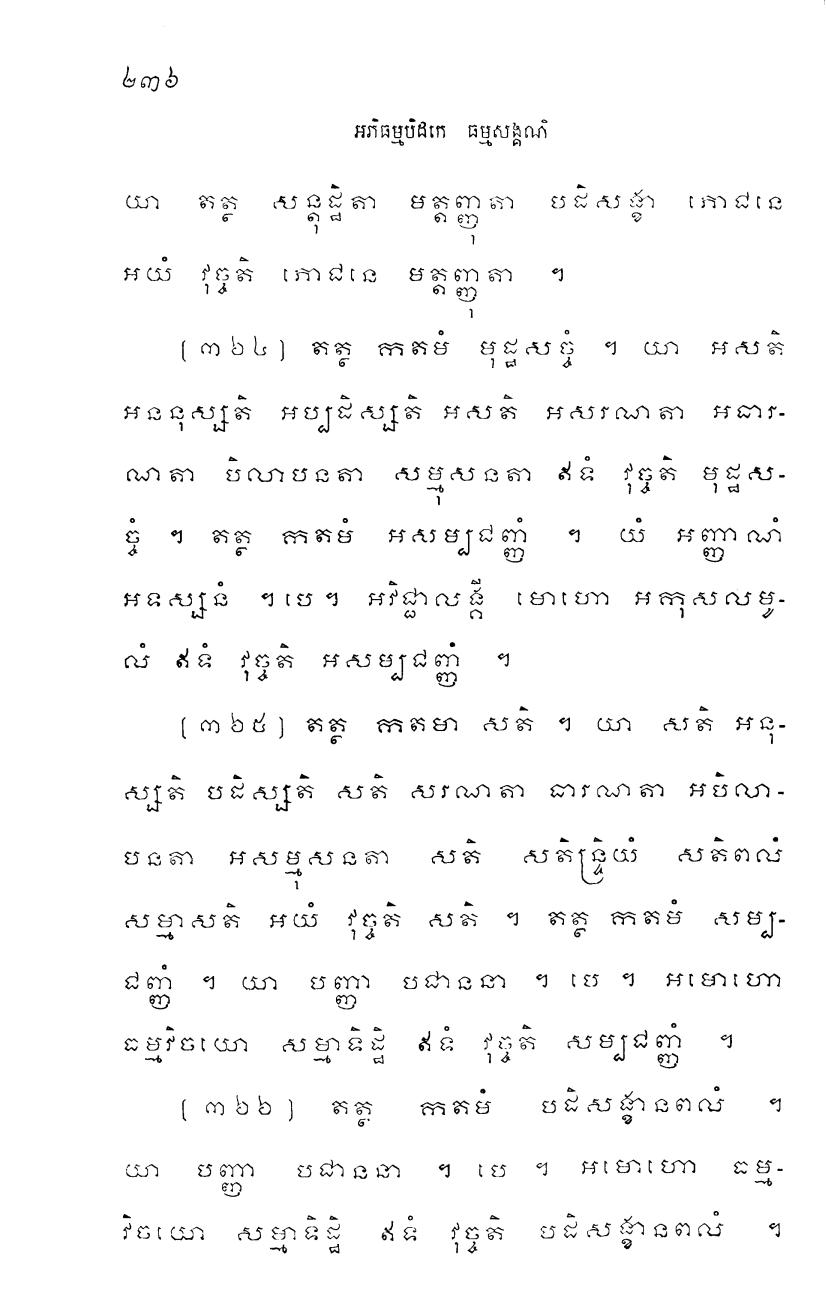 ២៣៦
អភិធម្មបិដកេ ធម្មសង្គណិ
យា តត្ថ សន្តុដ្ឋិតា មត្តញ្ញុតា បដិសង្ខា ភោជនេ
អយំ វុច្ចតិ ភោជនេ មត្តញ្ញុតា ។
(៣៦៤) តត្ថ កតមំ មុដ្ឋសច្ចំ ។ យា អសតិ
អននុស្សតិ អប្បដិស្សតិ អសតិ អសរណតា អធារ-
ណតា បិលាបនតា សម្មុសនតា ឥទំ វុច្ចតិ មុដ្ឋស-
ច្ចំ ។ តត្ថ កតមំ អសម្បជញ្ញំ ។ យំ អញ្ញាណំ
អទស្សនំ ។បេ។ អវិជ្ជាលង្គី មោហោ អកុសលមូ-
លំ ឥទំ វុច្ចតិ អសម្បជញ្ញំ ។
(៣៦៥) តត្ថ កតមា សតិ ។ យា សតិ អនុ-
ស្សតិ បដិស្សតិ សតិ សរណតា ធារណតា អបិលា-
បនតា អសម្មុសនតា សតិ សតិន្ទ្រិយំ សតិពលំ
សម្មាសតិ អយំ វុច្ចតិ សតិ ។ តត្ថ កតមំ សម្ប-
ជញ្ញំ ។ យា បញ្ញា បជាននា ។ បេ ។ អមោហោ
ធម្មវិចយោ សម្មាទិដ្ឋិ ឥទំ វុច្ចតិ សម្បជញ្ញំ ។
(៣៦៦) តត្ថ កតមំ បដិសង្ខានពលំ ។
យា បញ្ញា បជាននា ។ បេ ។ អមោហោ ធម្ម-
វិចយោ សម្មាទិដ្ឋិ ឥទំ វុច្ចតិ បដិសង្ខានពលំ ។